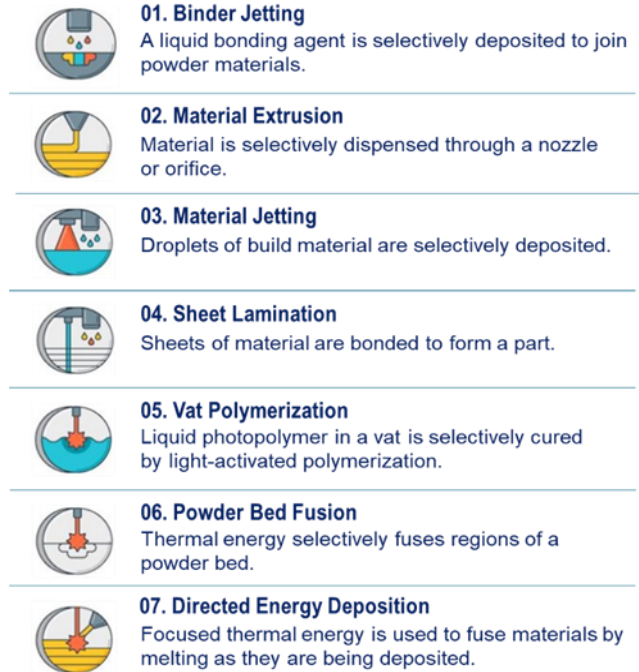 01. Binder Jetting
A liquid bonding agent is selectively deposited to join
powder materials.
02. Material Extrusion
Material is selectively dispensed through a nozzle
or orifice.
03. Material Jetting
Droplets of build material are selectively deposited.
04. Sheet Lamination
Sheets of material are bonded to form a part.
05. Vat Polymerization
Liquid photopolymer in a vat is selectively cured
by light-activated polymerization.
06. Powder Bed Fusion
Thermal energy selectively fuses regions of a
powder bed.
07. Directed Energy Deposition
Focused thermal energy is used to fuse materials by
melting as they are being deposited.